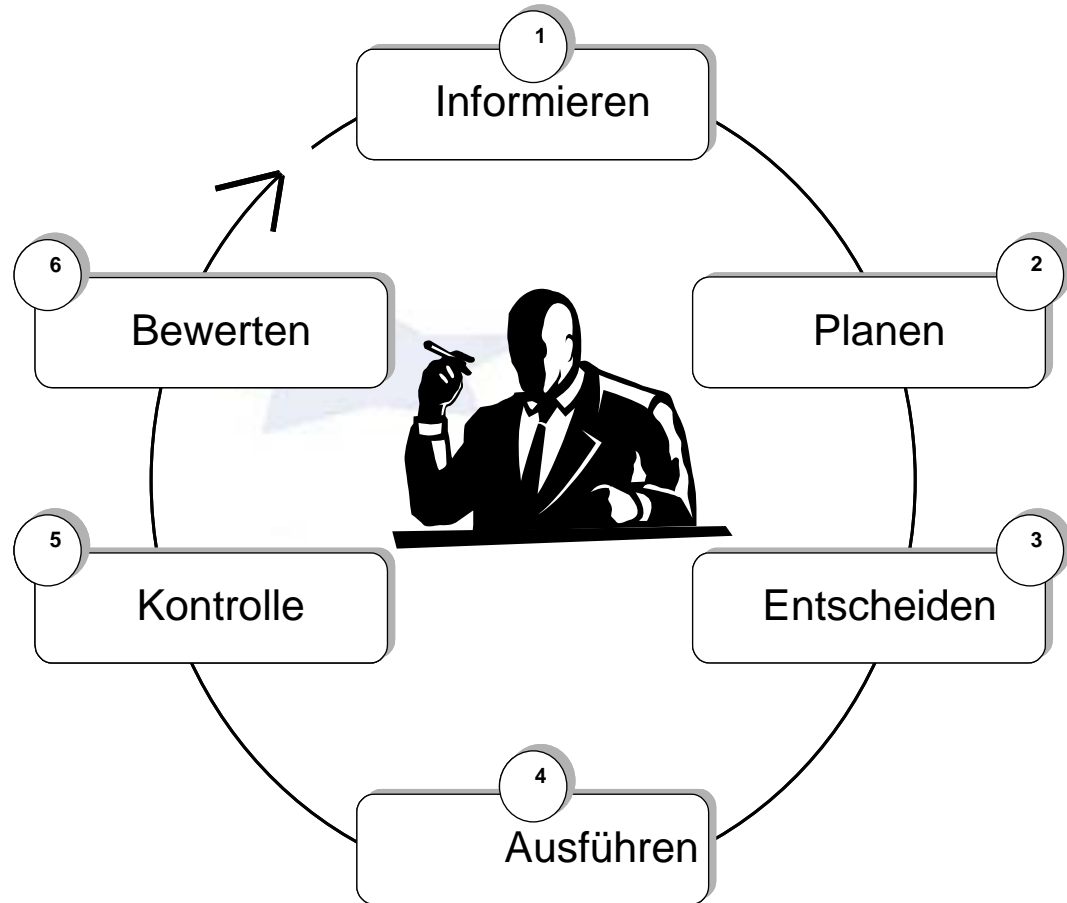 1
Informieren
2
Planen
3
Entscheiden
4
Ausführen
5
Kontrolle
6
Bewerten